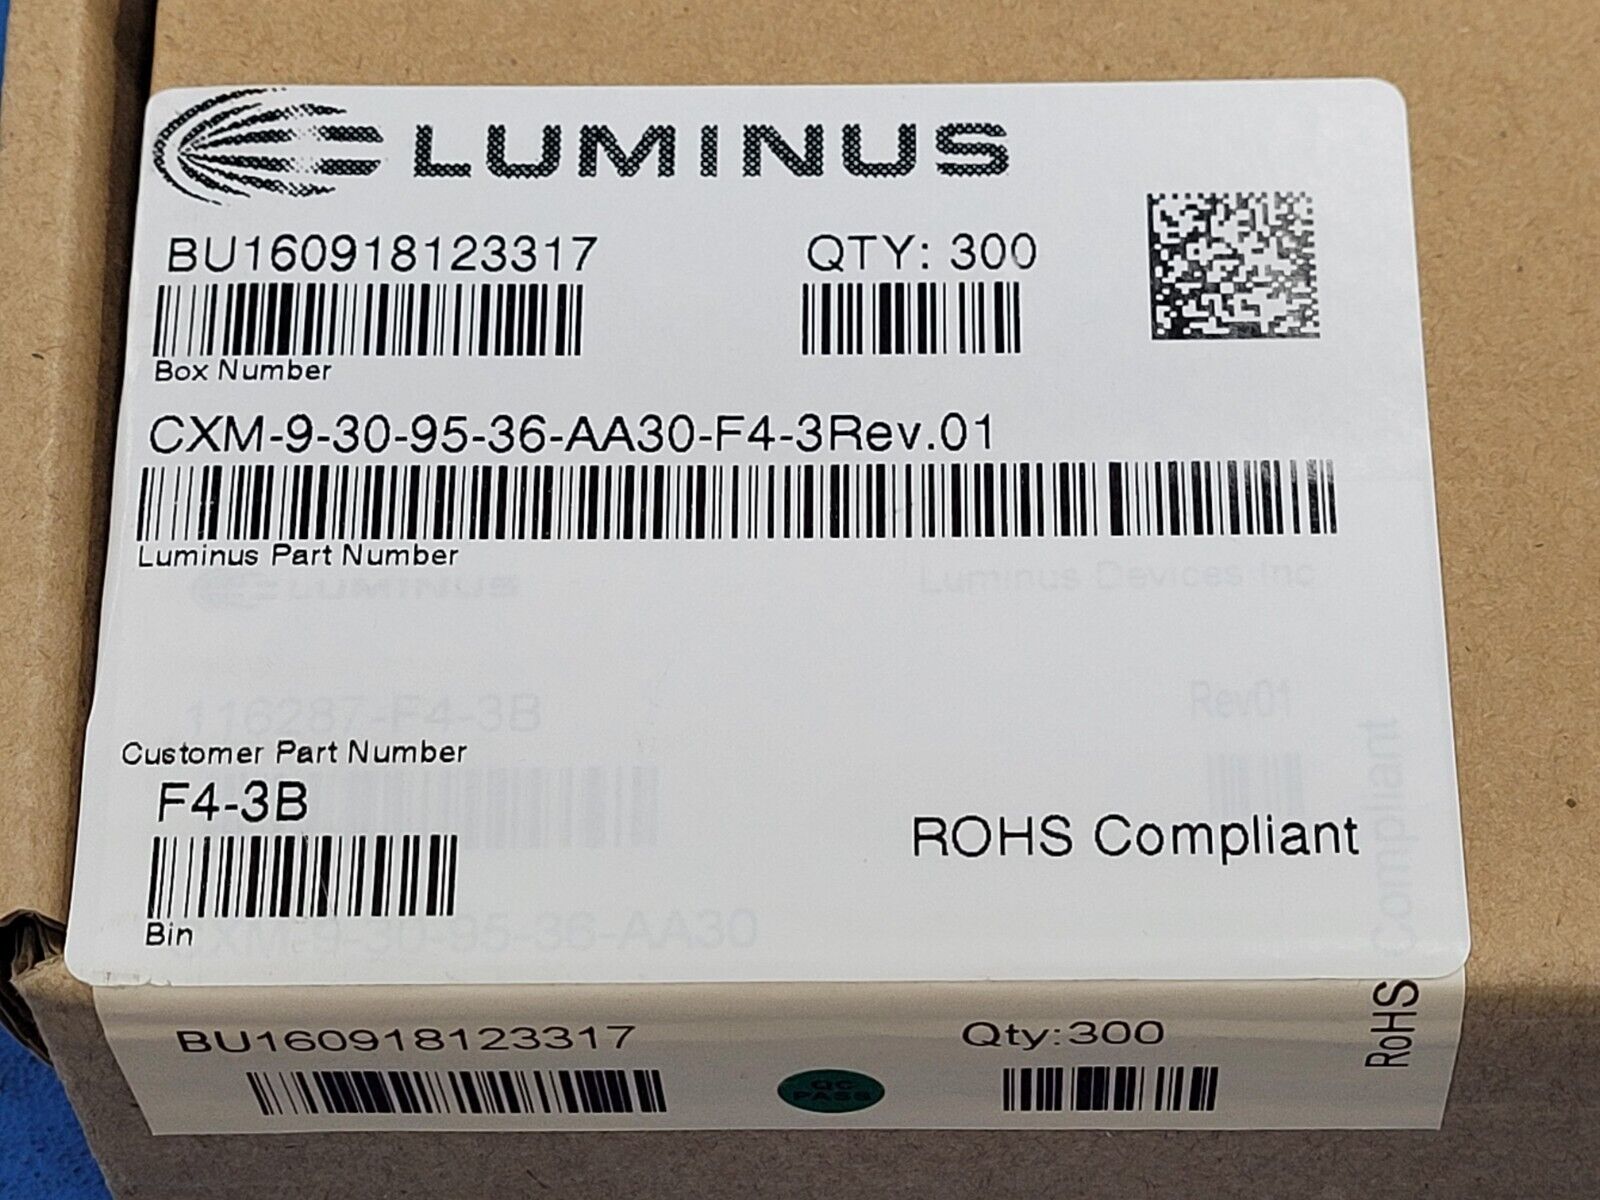 LUMINUS
BU160918123317 QTY: 300
Box Number
CXM-9-30-95-36-AA30-F4-3Rev.01
Luminus Part Number
LUMINUS Luminus Devices Inc
116287-F4-3B Rev01
Customer Part Number
F4-3B
ROHS Compliant
Bin
CXM-9-30-95-36-AA30
RoHS Compliant
BU160918123317 Qty:300
QC
PASS